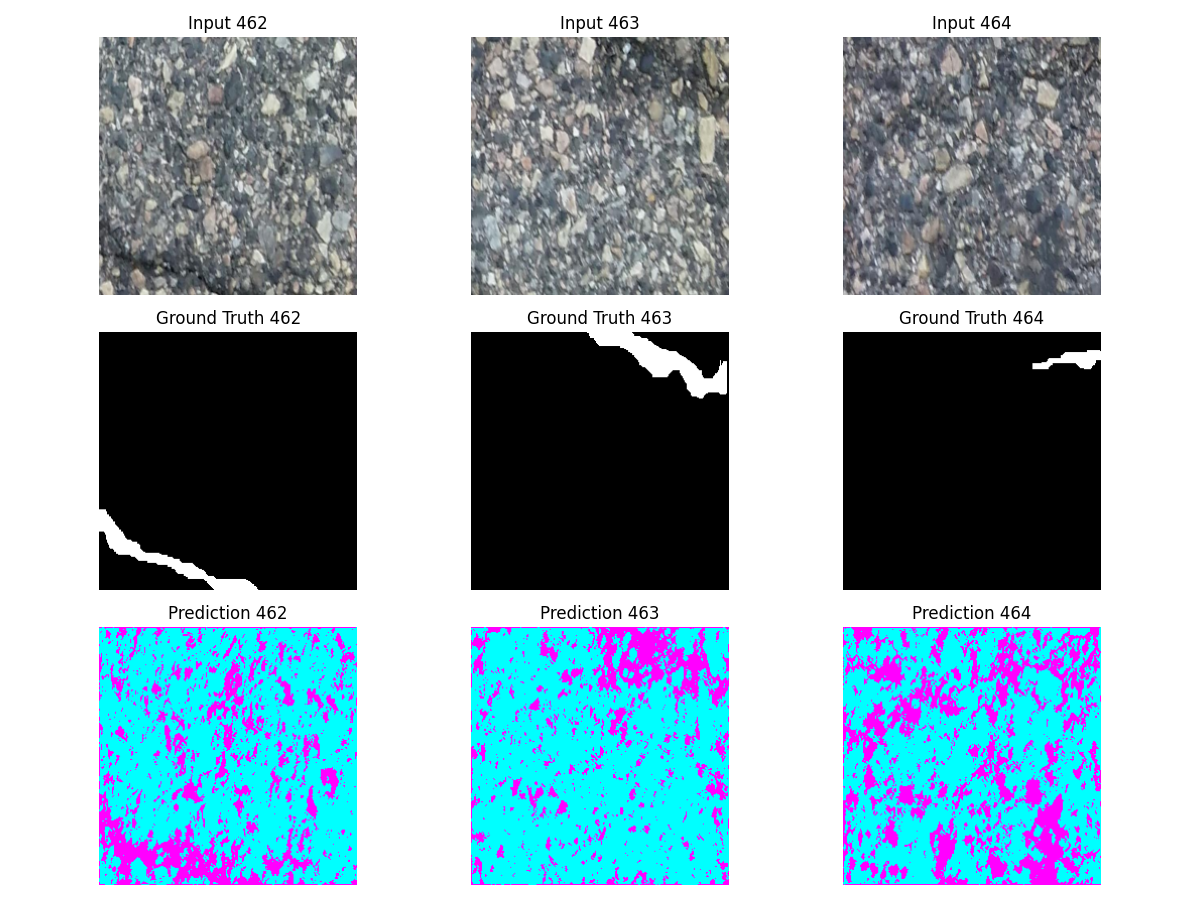 Input 462
Input 463
Input 464
Ground Truth 462
Ground Truth 463
Ground Truth 464
Prediction 462
Prediction 463
Prediction 464